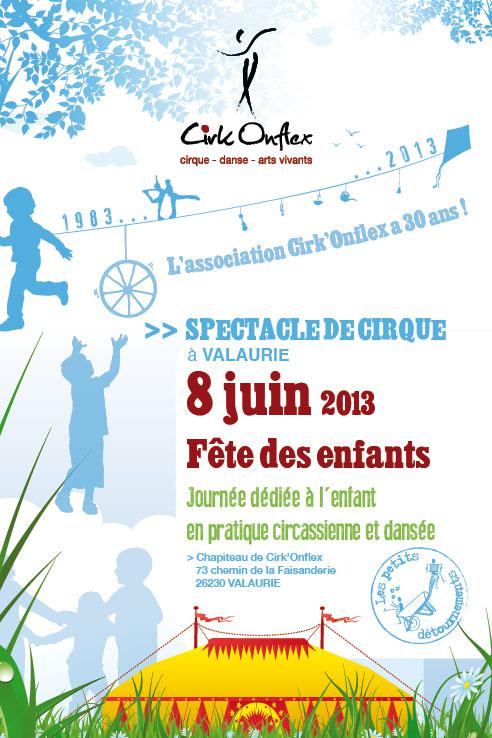 Cirk Onflex
cirque - danse - arts vivants
1983... ...2013
L'association Cirk'Onflex a 30 ans !
>> SPECTACLE DE CIRQUE
à VALAURIE
8 juin 2013
Fête des enfants
Journée dédiée à l´enfant
en pratique circassienne et dansée
> Chapiteau de Cirk'Onflex
73 chemin de la Faisanderie
26230 VALAURIE
Les petits
détournements